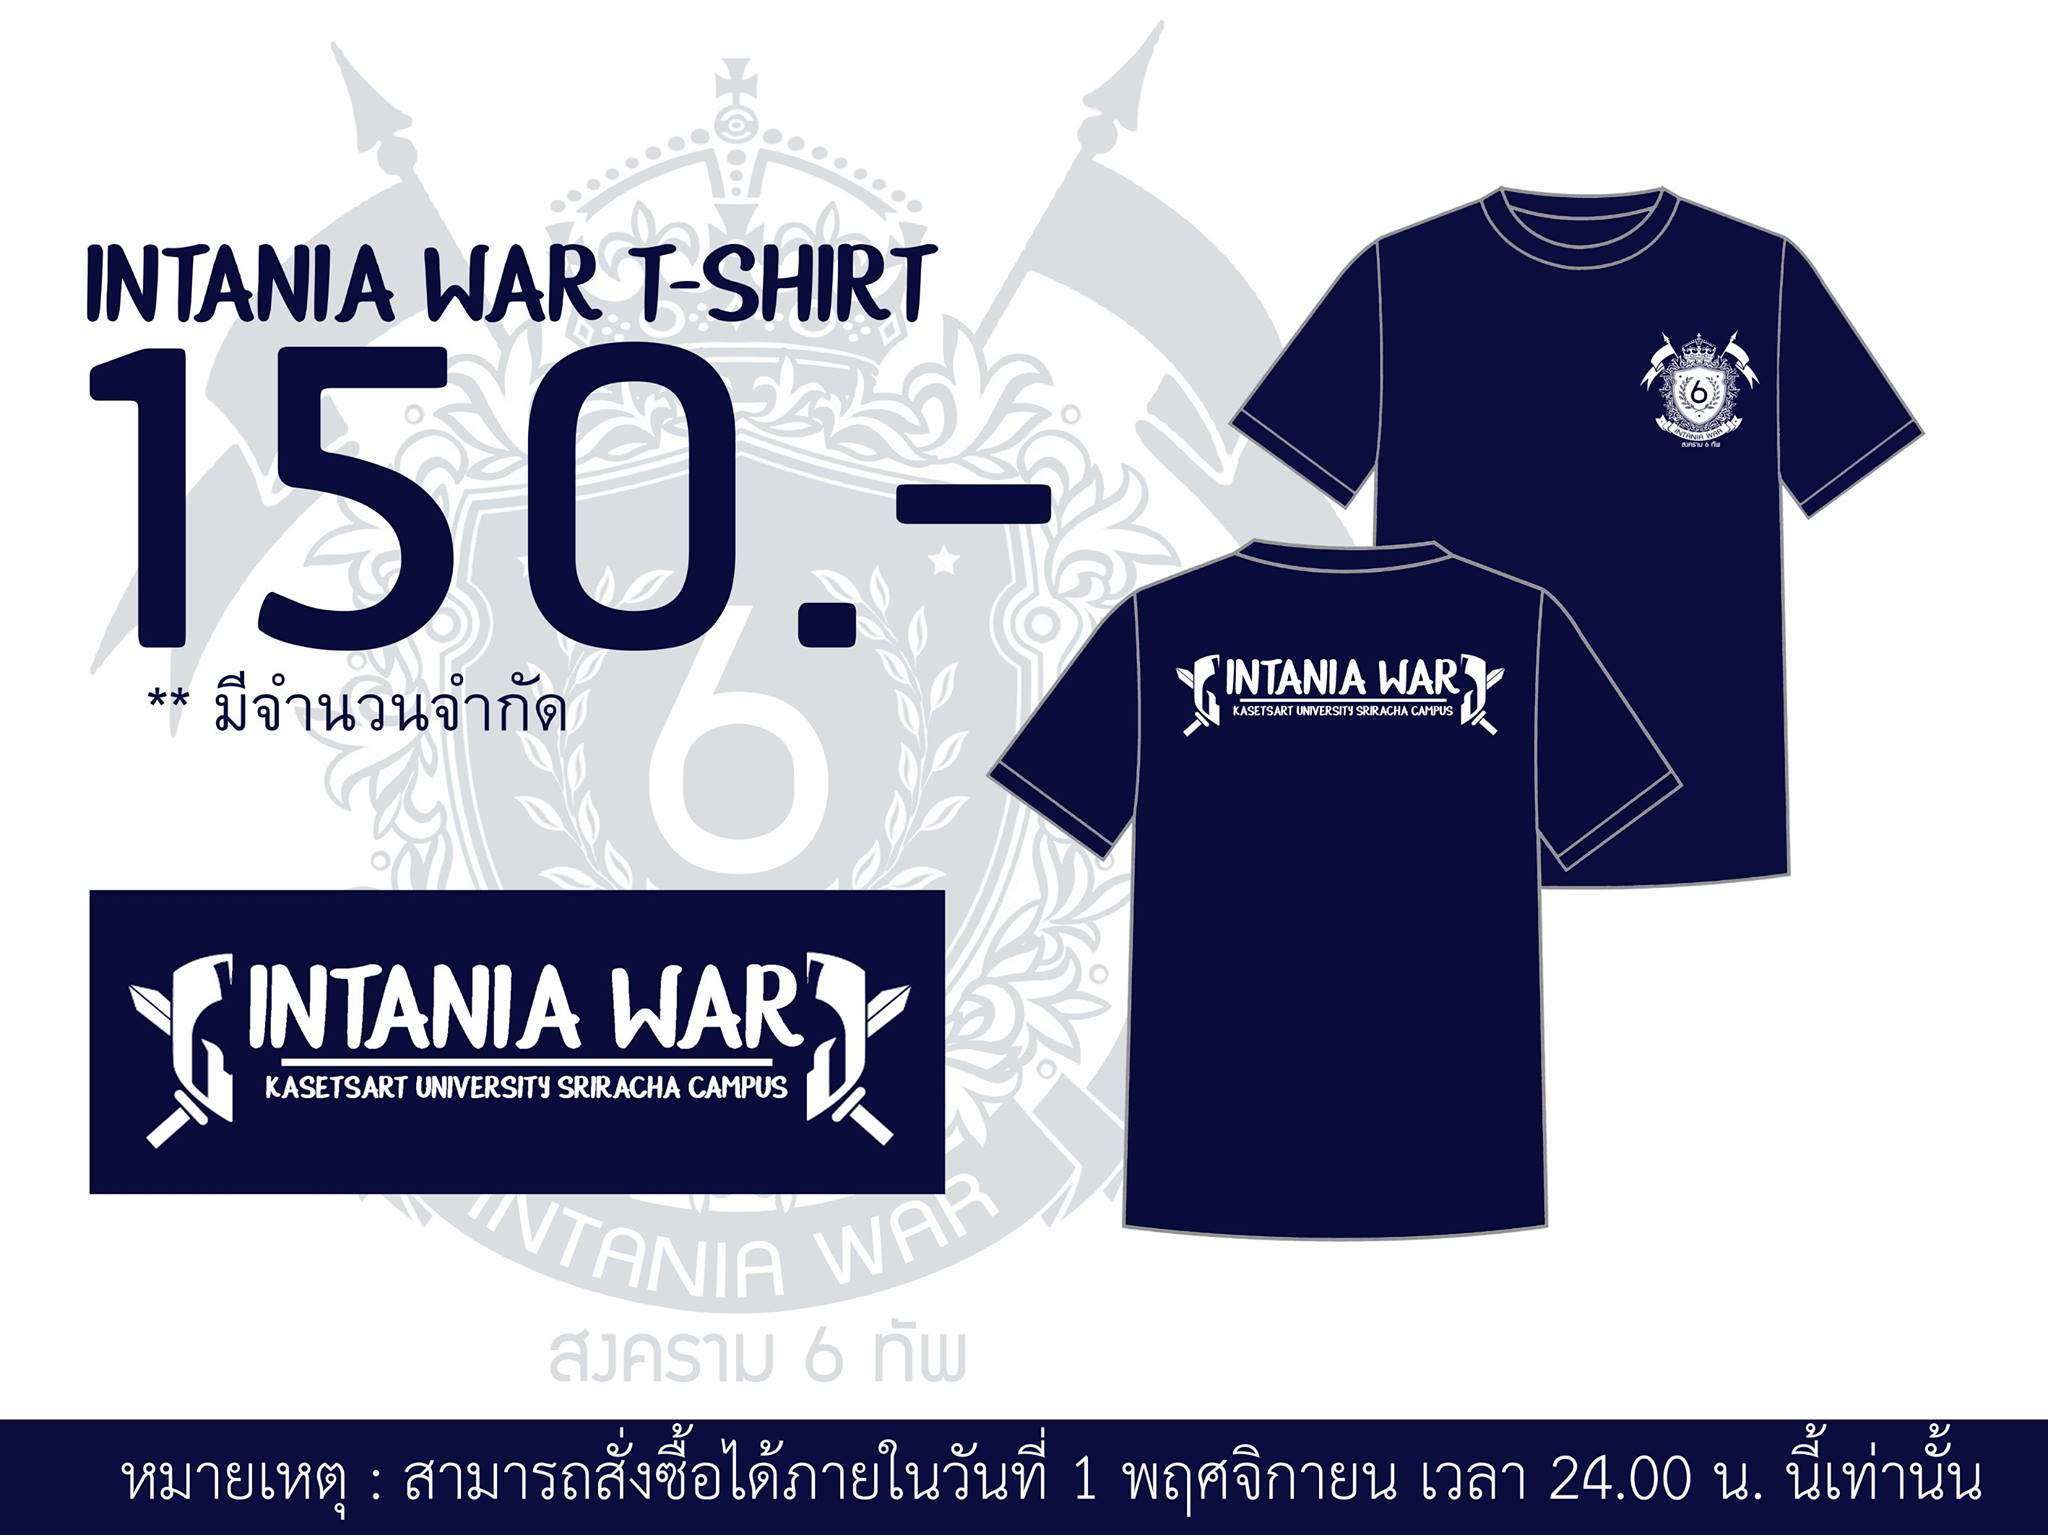 INTANIA WAR T-SHIRT
150.-
** มีจำนวนจำกัด
6
INTANIA WAR
สงคราม 6 ทัพ
INTANIA WAR
KASETSART UNIVERSITY SRIRACHA CAMPUS
INTANIA WAR
KASETSART UNIVERSITY SRIRACHA CAMPUS
6
INTANIA WAR
สงคราม 6 ทัพ
หมายเหตุ : สามารถสั่งซื้อได้ภายในวันที่ 1 พฤศจิกายน เวลา 24.00 น. นี้เท่านั้น